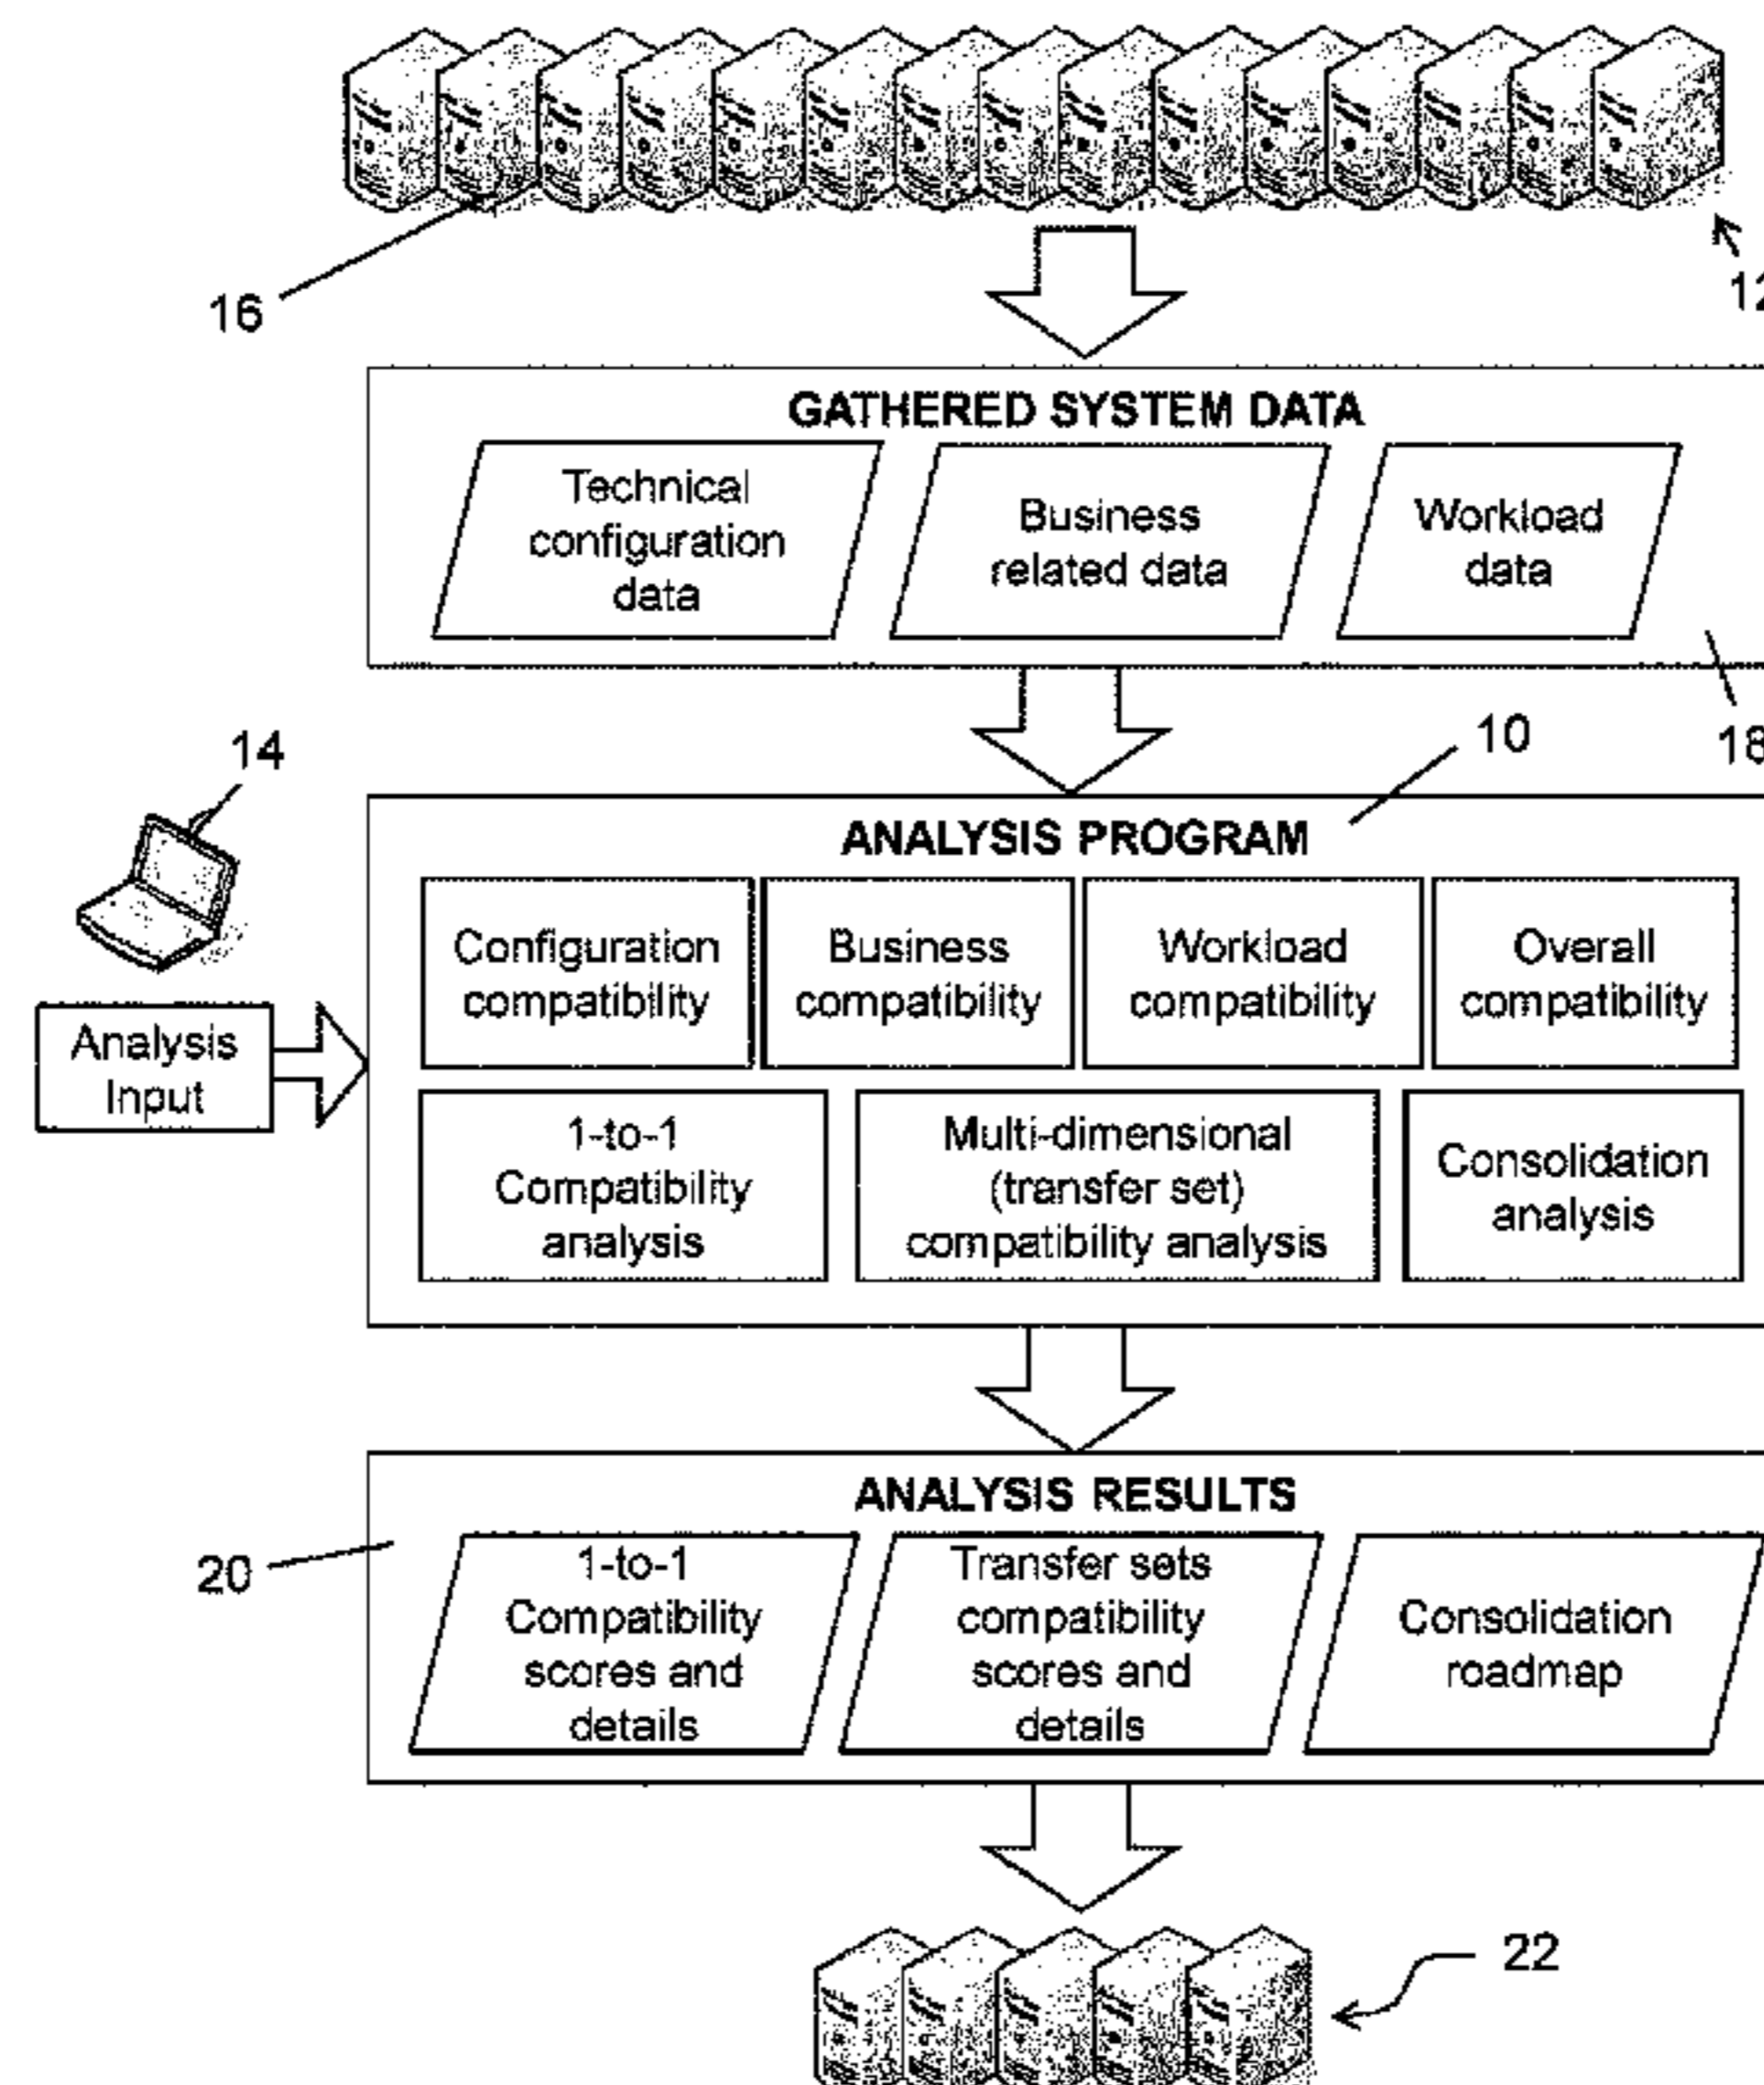 16
12
GATHERED SYSTEM DATA
Technical
configuration
data
Business
related data
Workload
data
18
14
10
ANALYSIS PROGRAM
Configuration
compatibility
Business
compatibility
Workload
compatibility
Overall
compatibility
Analysis
Input
1-to-1
Compatibility
analysis
Multi-dimensional
(transfer set)
compatibility analysis
Consolidation
analysis
ANALYSIS RESULTS
20
1-to-1
Compatibility
scores and
details
Transfer sets
compatibility
scores and
details
Consolidation
roadmap
22